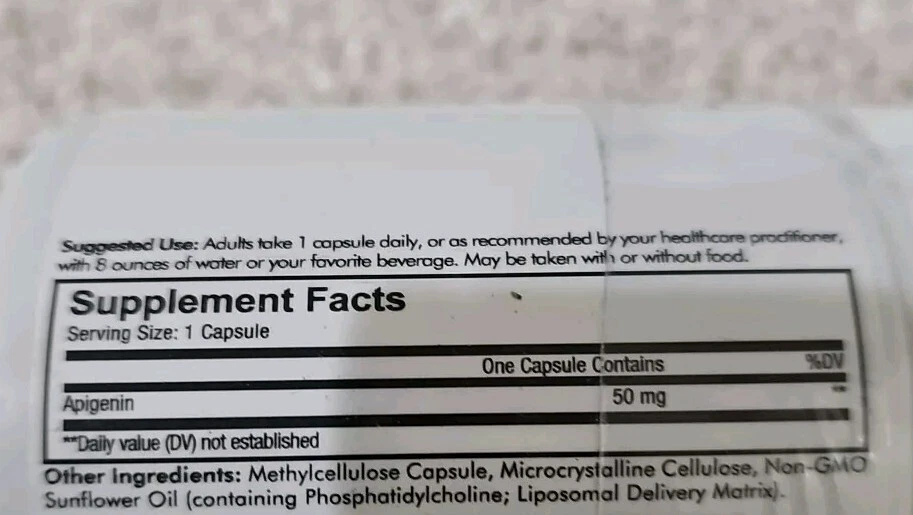 Suggested Use: Adults take 1 capsule daily, or as recommended by your healthcare practitioner,
with 8 ounces of water or your favorite beverage. May be taken with or without food.
Supplement Facts
Serving Size: 1 Capsule
One Capsule Contains %DV
Apigenin 50 mg **
**Daily value (DV) not established
Other Ingredients: Methylcellulose Capsule, Microcrystalline Cellulose, Non-GMO
Sunflower Oil (containing Phosphatidylcholine; Liposomal Delivery Matrix).